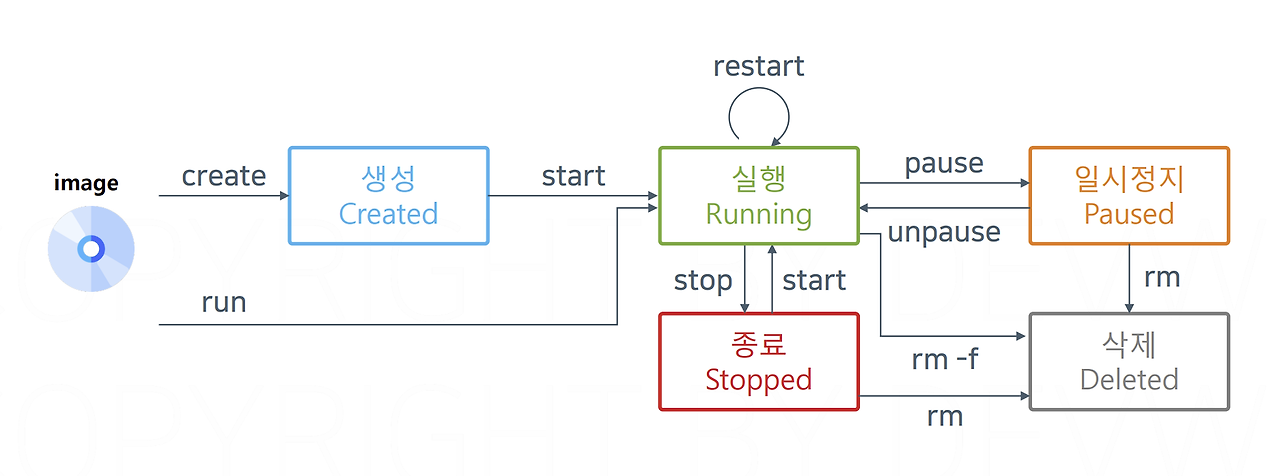 restart
image
create
생성
Created
start
실행
Running
pause
unpause
일시정지
Paused
run
stop
start
rm
종료
Stopped
rm -f
rm
삭제
Deleted